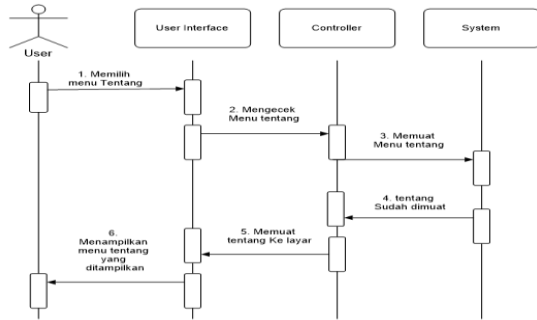 User
User Interface
Controller
System
1. Memilih
menu Tentang
2. Mengecek
Menu tentang
3. Memuat
Menu tentang
4. tentang
Sudah dimuat
5. Memuat
tentang Ke layar
6.
Menampilkan
menu tentang
yang
ditampilkan